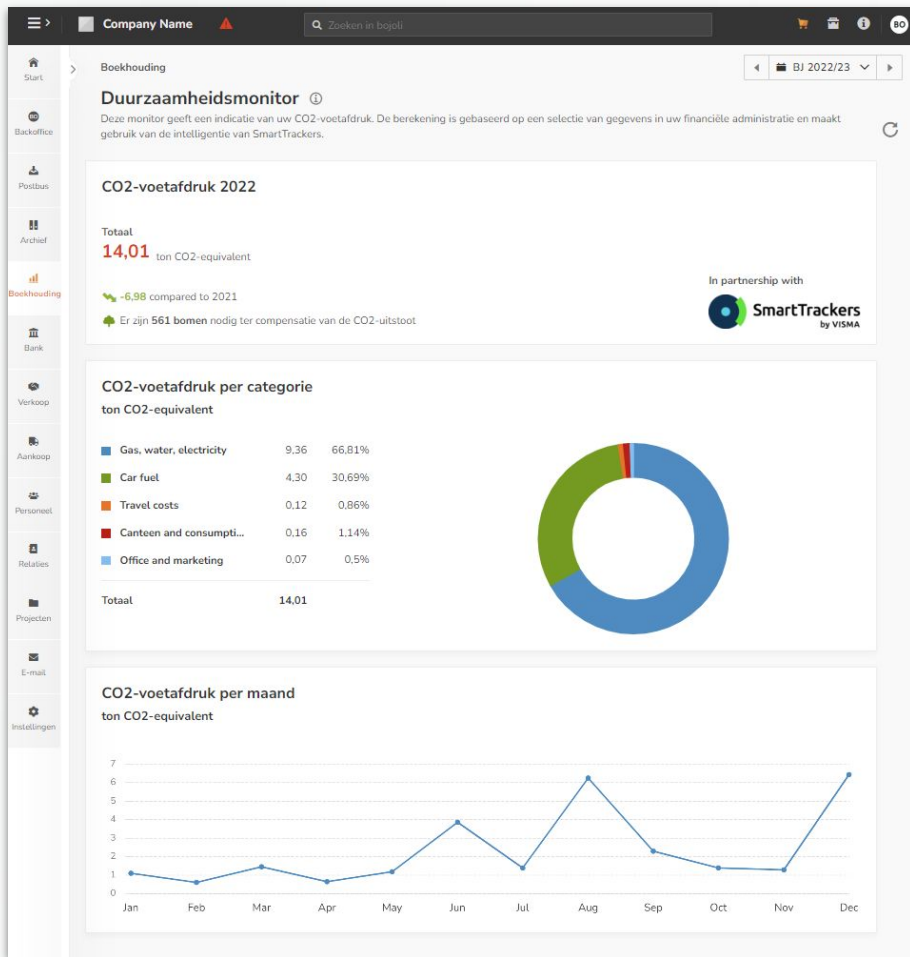 Company Name
Zoeken in bojoli
BO
Start
Backoffice
Postbus
Archief
Boekhouding
Bank
Verkoop
Aankoop
Personeel
Relaties
Projecten
E-mail
Instellingen
Boekhouding
BJ 2022/23
Duurzaamheidsmonitor
Deze monitor geeft een indicatie van uw CO2-voetafdruk. De berekening is gebaseerd op een selectie van gegevens in uw financiële administratie en maakt
gebruik van de intelligentie van SmartTrackers.
CO2-voetafdruk 2022
Totaal
14,01 ton CO2-equivalent
-6,98 compared to 2021
Er zijn 561 bomen nodig ter compensatie van de CO2-uitstoot
In partnership with
SmartTrackers
by VISMA
CO2-voetafdruk per categorie
ton CO2-equivalent
Gas, water, electricity 9,36 66,81%
Car fuel 4,30 30,69%
Travel costs 0,12 0,86%
Canteen and consumpti... 0,16 1,14%
Office and marketing 0,07 0,5%
Totaal 14,01
CO2-voetafdruk per maand
ton CO2-equivalent
7
6
5
4
3
2
1
0
Jan Feb Mar Apr May Jun Jul Aug Sep Oct Nov Dec